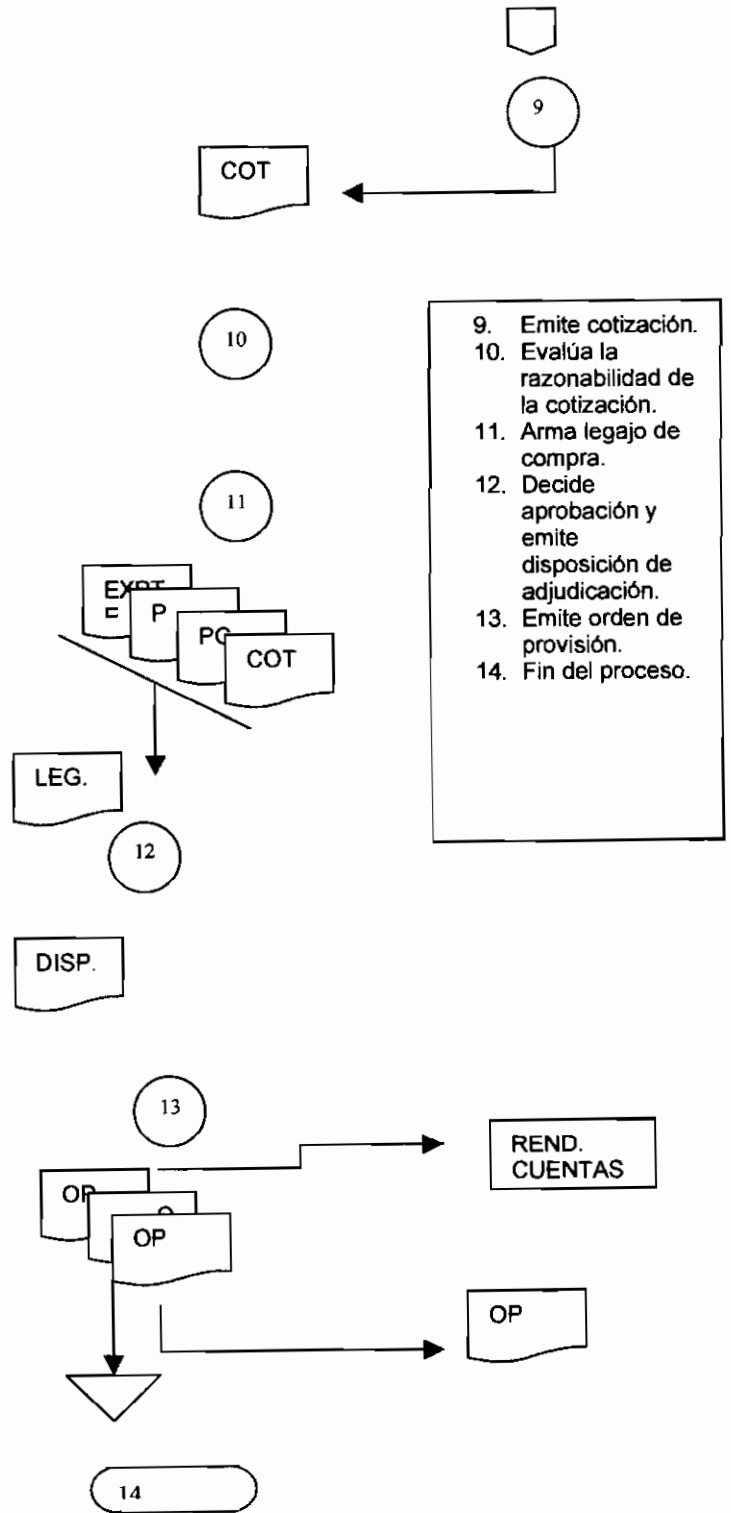 9
COT
10
9. Emite cotización.
10. Evalúa la
razonabilidad de
la cotización.
11. Arma legajo de
compra.
12. Decide
aprobación y
emite
disposición de
adjudicación.
13. Emite orden de
provisión.
14. Fin del proceso.
11
P
COT
LEG.
12
DISP.
13
REND.
CUENTAS
OP
OP
OP
14